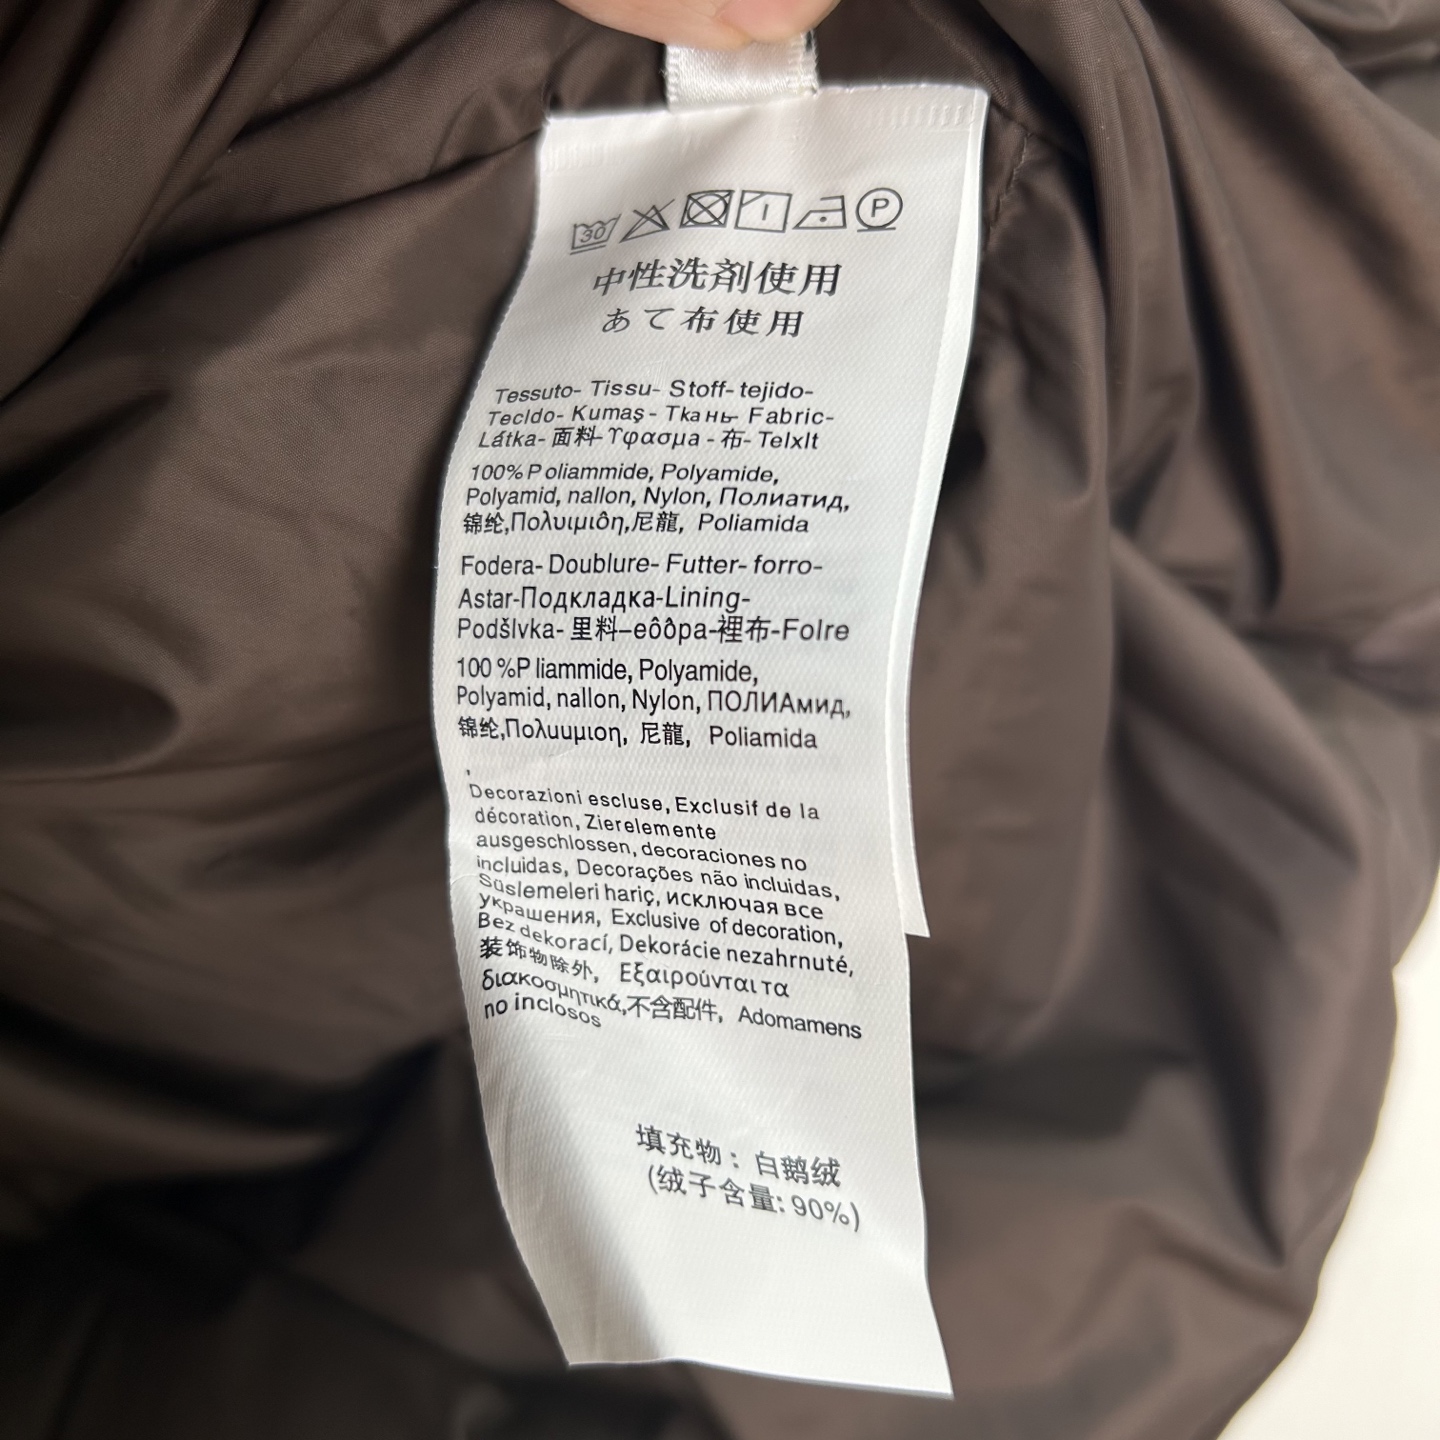 30
P
中性洗剤使用
あて布使用
Tessuto- Tissu- Stoff- tejido-
Tecldo- Kumaş - Ткань- Fabric-
Látka- 面料- Υφασμα - 布- Telxlt
100% Poliammide, Polyamide,
Polyamid, nallon, Nylon, Полиатид,
锦纶,Πολυιμιôη,尼龍, Poliamida
Fodera- Doublure- Futter- forro-
Astar-Подкладка-Lining-
Podšlvka- 里料–eôôρa-裡布-Folre
100 %P liammide, Polyamide,
Polyamid, nallon, Nylon, ПОЛИАмид,
锦纶,Πολυυμιοη, 尼龍, Poliamida
,
Decorazioni escluse, Exclusif de la
décoration, Zierelemente
ausgeschlossen, decoraciones no
incluidas, Decorações não incluidas,
Süslemeleri hariç, исключая все
украшения, Exclusive of decoration,
Bez dekorací, Dekorácie nezahrnuté,
装饰物除外, Εξαιρούνται τα
διακοσμητικά,不含配件, Adomamens
no inclosos
填充物：白鹅绒
(绒子含量: 90%)